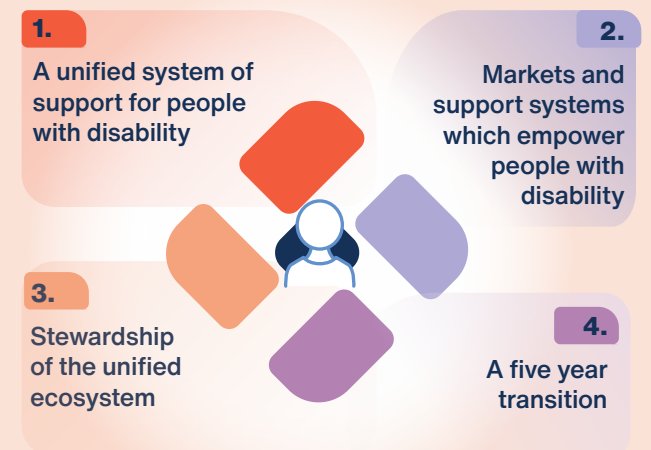 1.
A unified system of
support for people
with disability
2.
Markets and
support systems
which empower
people with
disability
3.
Stewardship
of the unified
ecosystem
4.
A five year
transition